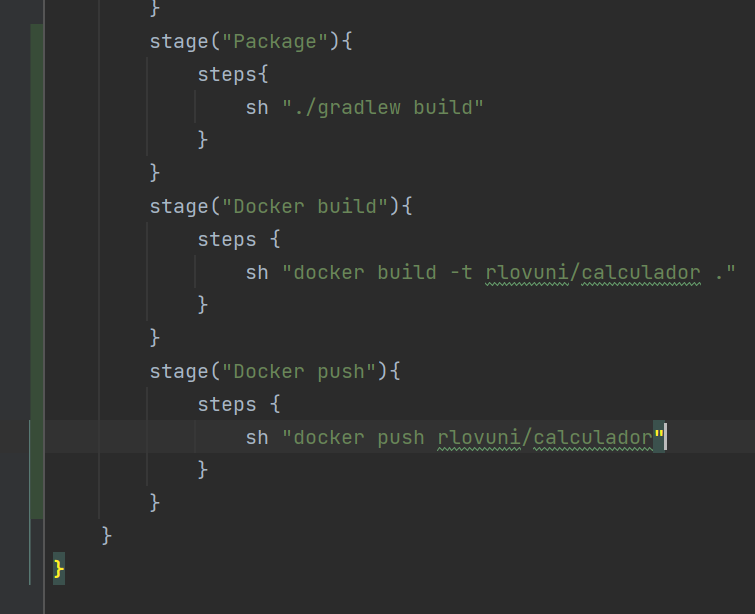 }
stage("Package"){
steps{
sh "./gradlew build"
}
}
stage("Docker build"){
steps {
sh "docker build -t rlovuni/calculador ."
}
}
stage("Docker push"){
steps {
sh "docker push rlovuni/calculador"
}
}
}
}